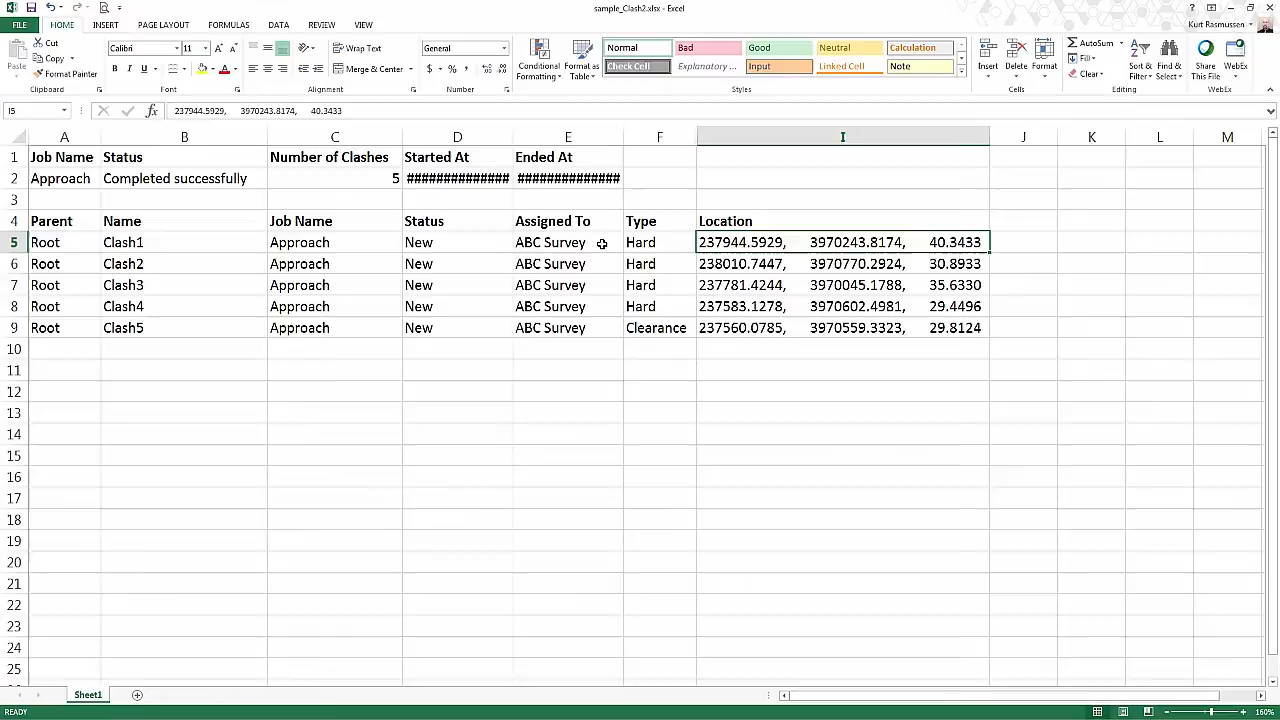 sample_Clash2.xlsx - Excel
FILE HOME INSERT PAGE LAYOUT FORMULAS DATA REVIEW VIEW Kurt Rasmussen
Paste Cut Copy Format Painter Clipboard
Calibri 11 A A B I U A Font
Wrap Text Merge & Center Alignment
General $ % , Number
Conditional Formatting Format as Table
Normal Bad Good Neutral Calculation
Check Cell Explanatory ... Input Linked Cell Note
Styles
Insert Delete Format Cells
AutoSum Fill Clear Sort & Filter Find & Select Editing
Share This File WebEx WebEx
I5 fx 237944.5929, 3970243.8174, 40.3433
A B C D E F I J K L M
1 Job Name Status Number of Clashes Started At Ended At
2 Approach Completed successfully 5 ############## ##############
3
4 Parent Name Job Name Status Assigned To Type Location
5 Root Clash1 Approach New ABC Survey Hard 237944.5929, 3970243.8174, 40.3433
6 Root Clash2 Approach New ABC Survey Hard 238010.7447, 3970770.2924, 30.8933
7 Root Clash3 Approach New ABC Survey Hard 237781.4244, 3970045.1788, 35.6330
8 Root Clash4 Approach New ABC Survey Hard 237583.1278, 3970602.4981, 29.4496
9 Root Clash5 Approach New ABC Survey Clearance 237560.0785, 3970559.3323, 29.8124
10
11
12
13
14
15
16
17
18
19
20
21
22
23
24
25
Sheet1
READY 160%